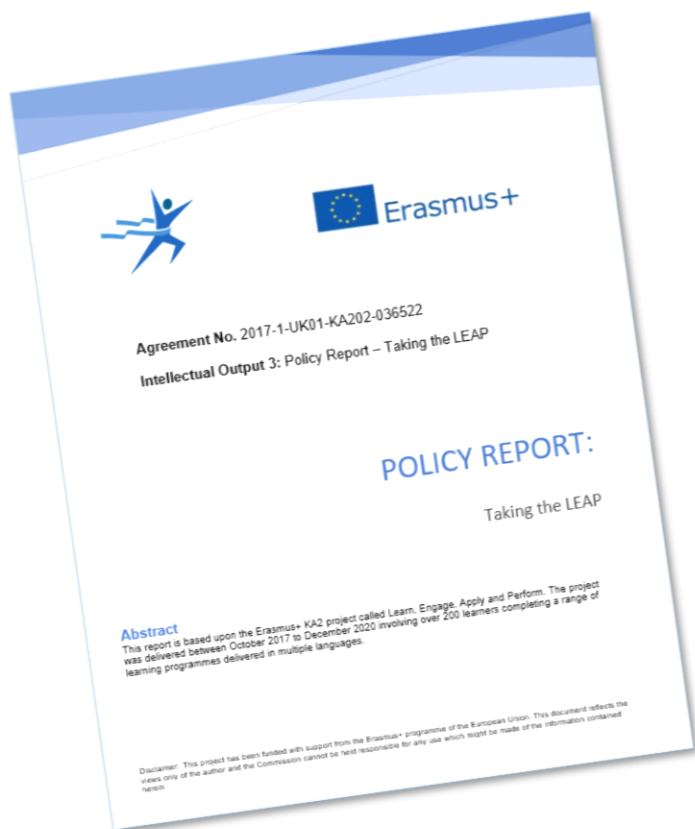 Erasmus+
Agreement No. 2017-1-UK01-KA202-036522
Intellectual Output 3: Policy Report – Taking the LEAP
POLICY REPORT:
Taking the LEAP
Abstract
This report is based upon the Erasmus+ KA2 project called Learn, Engage, Apply and Perform. The project
was delivered between October 2017 to December 2020 involving over 200 learners completing a range of
learning programmes delivered in multiple languages.
Disclaimer: This project has been funded with support from the Erasmus+ programme of the European Union. This document reflects the
views only of the author and the Commission cannot be held responsible for any use which might be made of the information contained
herein